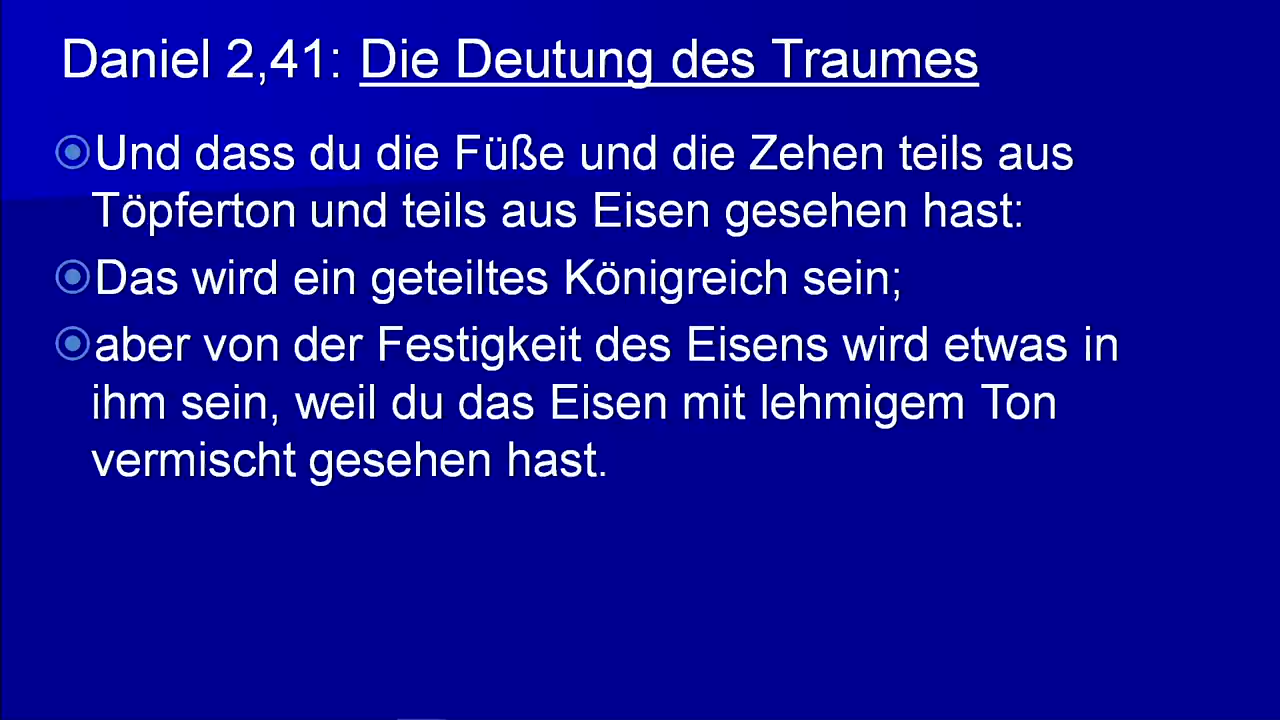 Daniel 2,41: Die Deutung des Traumes
Und dass du die Füße und die Zehen teils aus
Töpferton und teils aus Eisen gesehen hast:
Das wird ein geteiltes Königreich sein;
aber von der Festigkeit des Eisens wird etwas in
ihm sein, weil du das Eisen mit lehmigem Ton
vermischt gesehen hast.